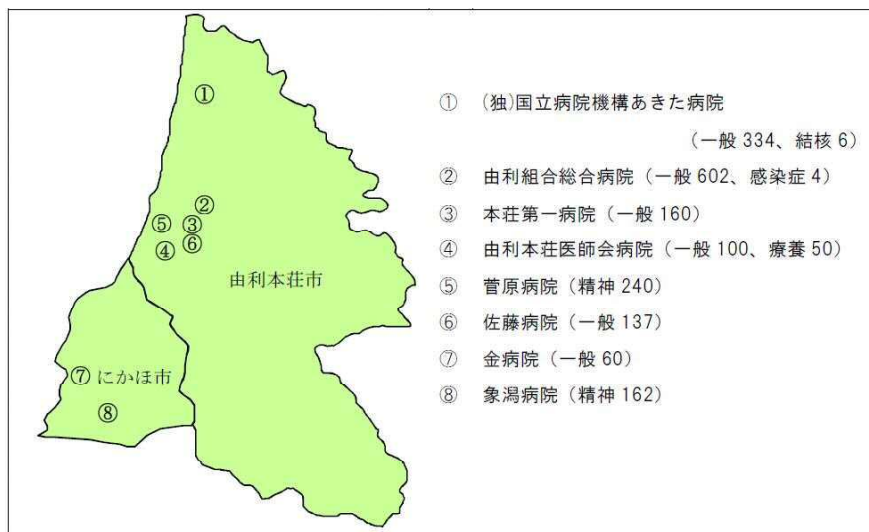 ①
②
⑤ ③
④ ⑥
由利本荘市
⑦ にかほ市
⑧
① (独)国立病院機構あきた病院
(一般 334、結核 6)
② 由利組合総合病院(一般 602、感染症 4)
③ 本荘第一病院(一般 160)
④ 由利本荘医師会病院(一般 100、療養 50)
⑤ 菅原病院(精神 240)
⑥ 佐藤病院(一般 137)
⑦ 金病院(一般 60)
⑧ 象潟病院(精神 162)